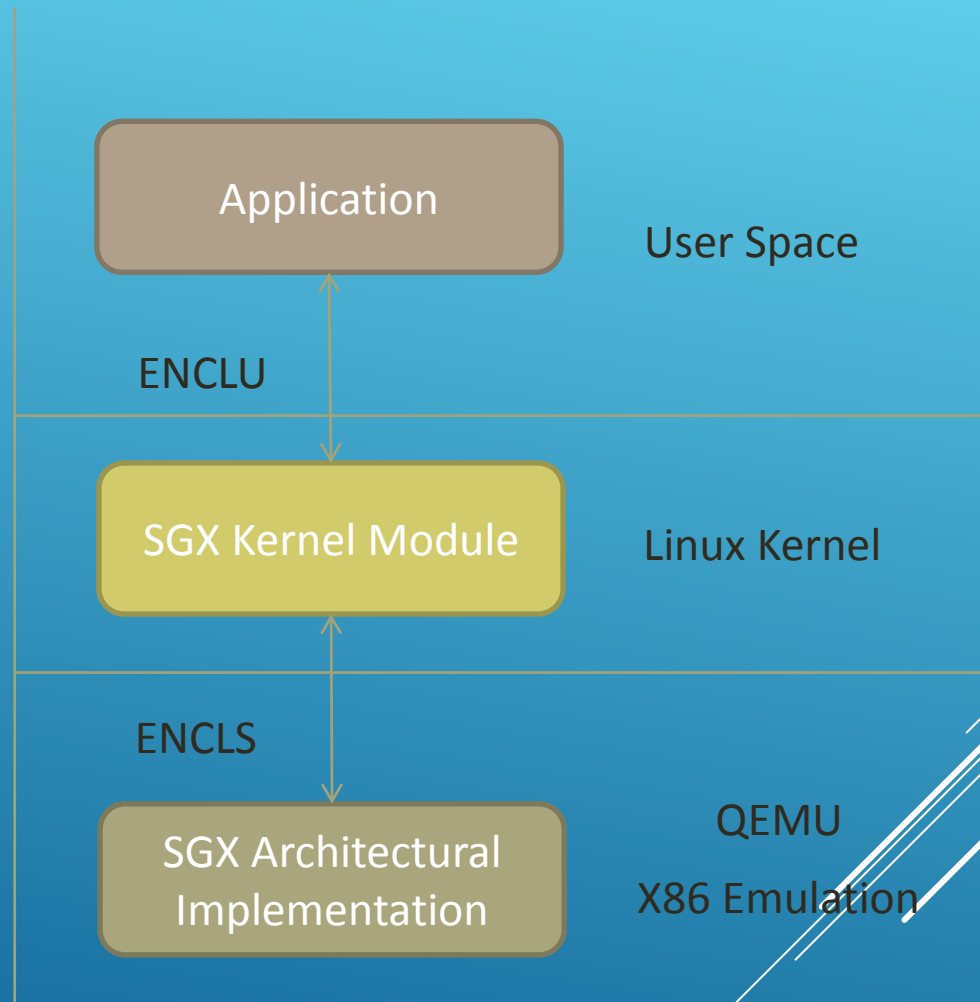 Application
User Space
ENCLU
SGX Kernel Module
Linux Kernel
ENCLS
SGX Architectural
Implementation
QEMU
X86 Emulation